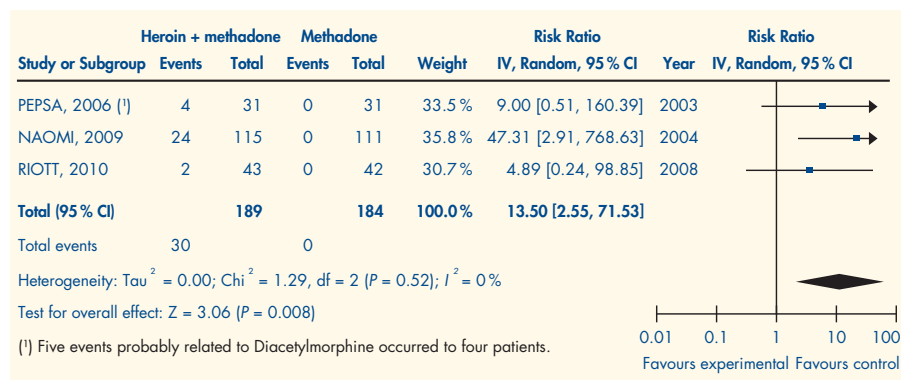 Heroin + methadone Methadone Risk Ratio Risk Ratio
Study or Subgroup Events Total Events Total Weight IV, Random, 95 % CI Year IV, Random, 95 % CI
PEPSA, 2006 (¹) 4 31 0 31 33.5 % 9.00 [0.51, 160.39] 2003
NAOMI, 2009 24 115 0 111 35.8 % 47.31 [2.91, 768.63] 2004
RIOTT, 2010 2 43 0 42 30.7 % 4.89 [0.24, 98.85] 2008
Total (95 % CI) 189 184 100.0 % 13.50 [2.55, 71.53]
Total events 30 0
Heterogeneity: Tau² = 0.00; Chi² = 1.29, df = 2 (P = 0.52); I² = 0 %
Test for overall effect: Z = 3.06 (P = 0.008)
(¹) Five events probably related to Diacetylmorphine occurred to four patients.
0.01 0.1 1 10 100
Favours experimental Favours control